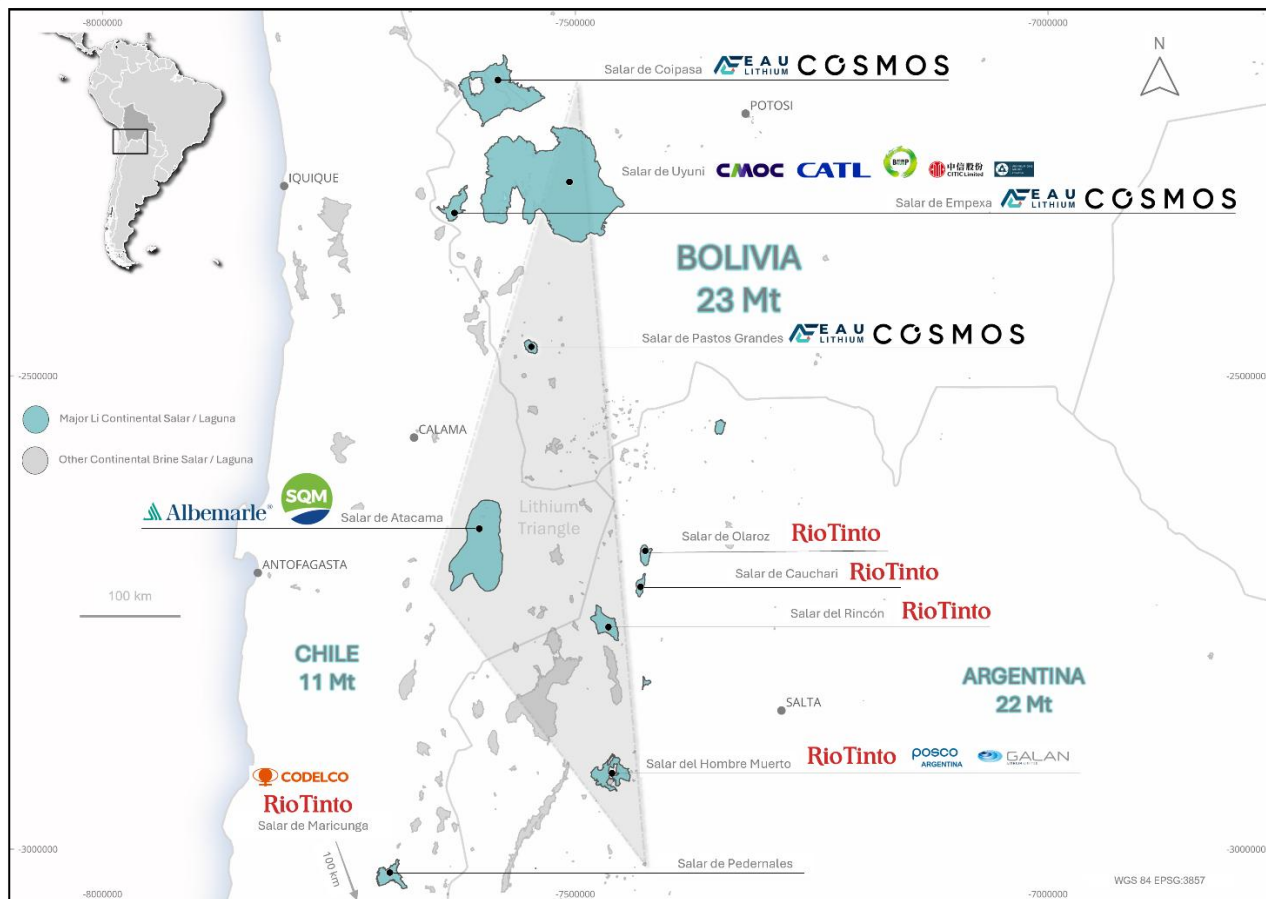 -8000000
-7500000
-7000000
N
Salar de Coipasa EAU LITHIUM COSMOS
POTOSI
Salar de Uyuni CMOC CATL 中信股份 CITIC Limited
IQUIQUE
Salar de Empexa EAU LITHIUM COSMOS
BOLIVIA
23 Mt
Salar de Pastos Grandes EAU LITHIUM COSMOS
-2500000
-2500000
Major Li Continental Salar / Laguna
CALAMA
Other Continental Brine Salar / Laguna
Albemarle® SQM Salar de Atacama
Lithium
Triangle
Salar de Olaroz RioTinto
ANTOFAGASTA
Salar de Cauchari RioTinto
100 km
Salar del Rincón RioTinto
CHILE
11 Mt
ARGENTINA
22 Mt
SALTA
Salar del Hombre Muerto RioTinto posco ARGENTINA GALAN
CODELCO
RioTinto
Salar de Maricunga
-3000000
-3000000
100 km
Salar de Pedernales
WGS 84 EPSG:3857
-8000000
-7500000
-7000000